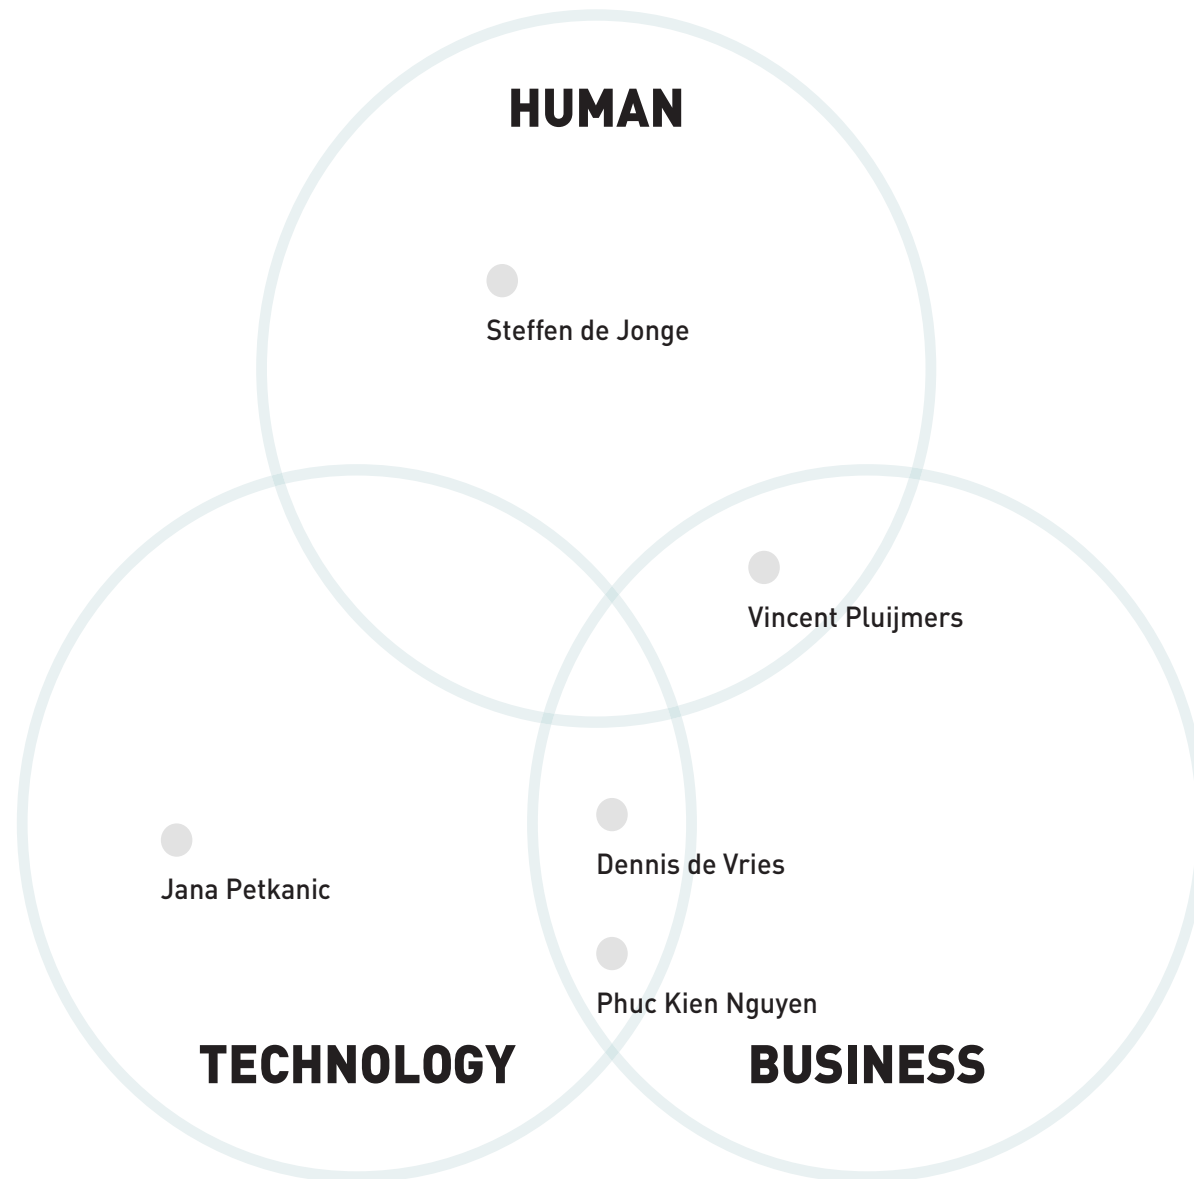 HUMAN
Steffen de Jonge
Vincent Pluijmers
Dennis de Vries
Jana Petkanic
Phuc Kien Nguyen
TECHNOLOGY
BUSINESS